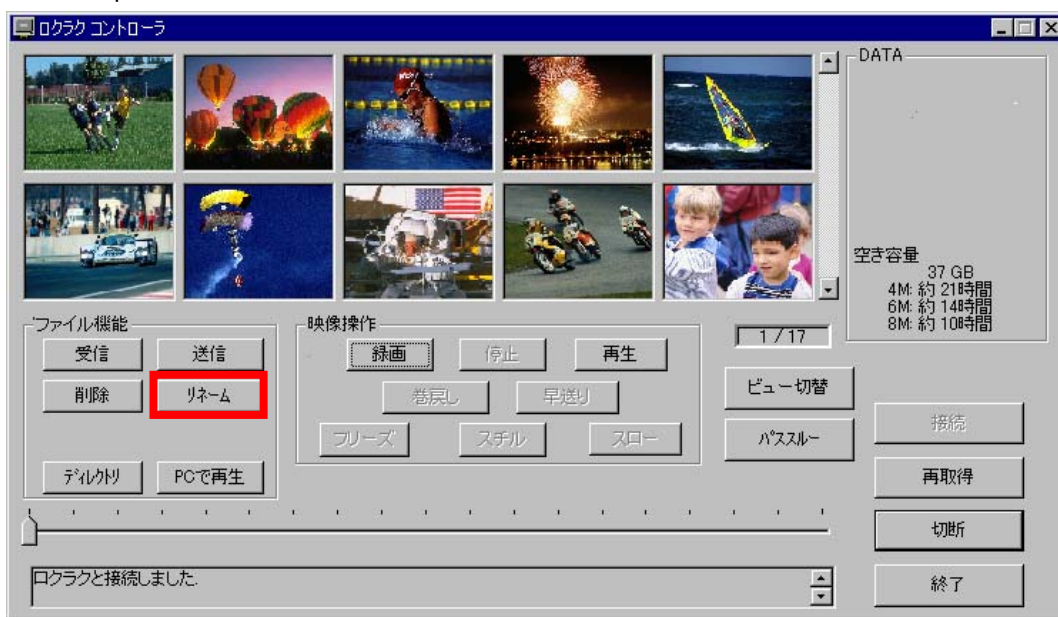 ロクラク コントローラ
DATA
空き容量
37 GB
4M: 約 21時間
6M: 約 14時間
8M: 約 10時間
ファイル機能
受信
送信
削除
リネーム
ディレクトリ
PCで再生
映像操作
録画
停止
再生
巻戻し
早送り
フリーズ
スチル
スロー
1 / 17
ビュー切替
パススルー
接続
再取得
切断
終了
ロクラクと接続しました.